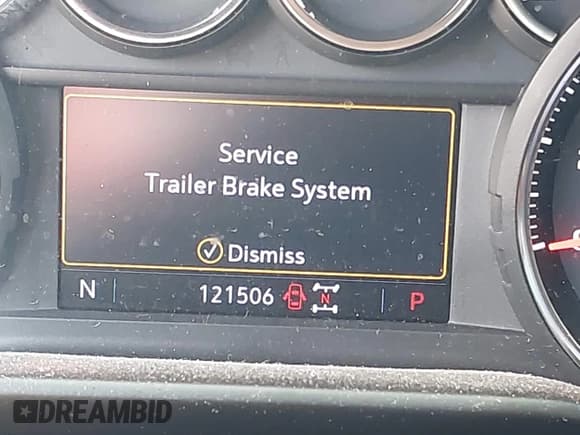 Service
Trailer Brake System
Dismiss
N 121506 N P
DREAMBID